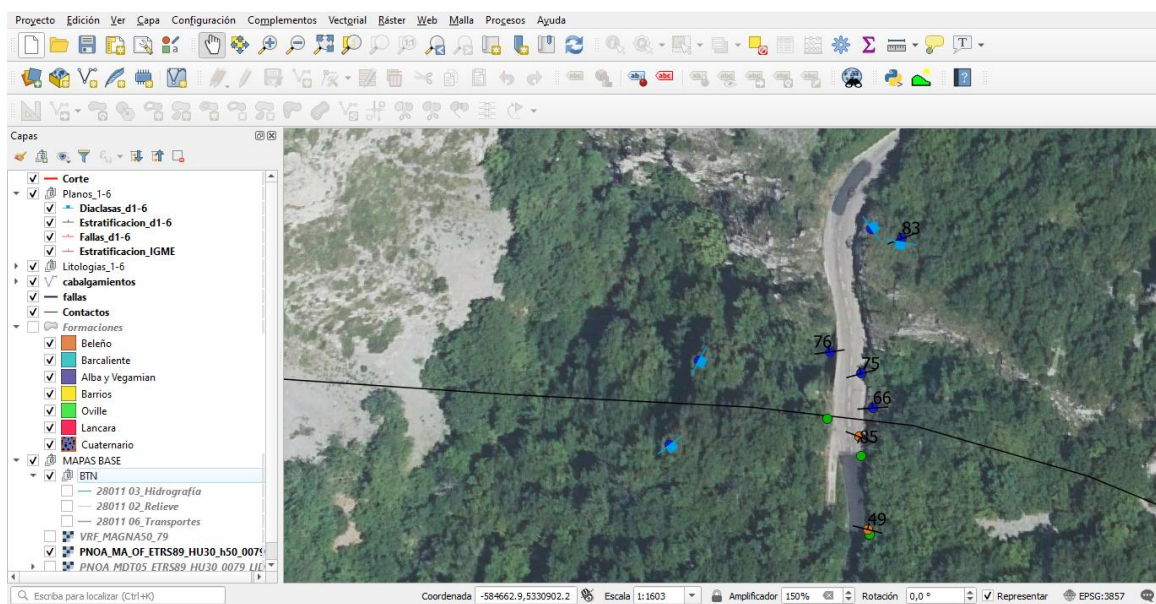 Proyecto Edición Ver Capa Configuración Complementos Vectorial Ráster Web Malla Procesos Ayuda
Capas
Corte
Planos_1-6
Diaclasas_d1-6
Estratificacion_d1-6
Fallas_d1-6
Estratificacion_IGME
Litologias_1-6
cabalgamientos
fallas
Contactos
Formaciones
Beleño
Barcaliente
Alba y Vegamian
Barrios
Oville
Lancara
Cuaternario
MAPAS BASE
BTN
28011 03_Hidrografía
28011 02_Relieve
28011 06_Transportes
VRF_MAGNA50_79
PNOA_MA_OF_ETRS89_HU30_h50_0079
PNOA_MDT05_ETRS89_HU30_0079_LID
83
76
75
66
85
49
Escriba para localizar (Ctrl+K) Coordenada -584662.9,5330902.2 Escala 1:1603 Amplificador 150% Rotación 0,0 ° Representar EPSG:3857